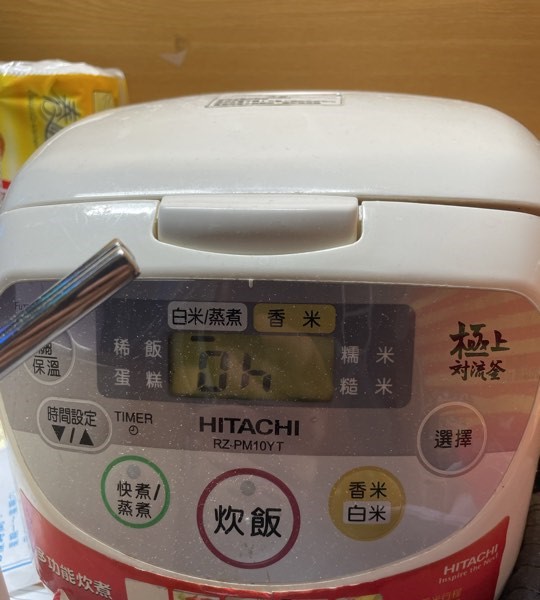 白米/蒸煮 香米
稀飯 糯米
蛋糕 0h 糙米
極上
対流釜
保溫
時間設定
▼/▲
TIMER
HITACHI
RZ-PM10YT
選擇
快煮/
蒸煮
炊飯
香米
白米
多功能炊煮
HITACHI
Inspire the Next